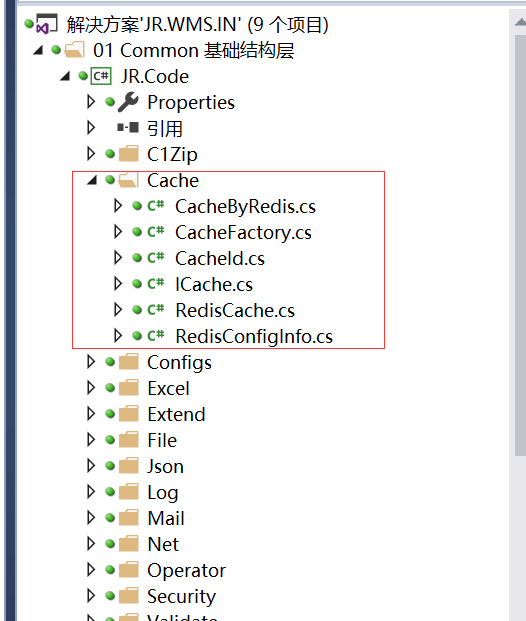 解决方案'JR.WMS.IN' (9 个项目)
01 Common 基础结构层
C# JR.Code
Properties
引用
C1Zip
Cache
C# CacheByRedis.cs
C# CacheFactory.cs
C# CacheId.cs
C# ICache.cs
C# RedisCache.cs
C# RedisConfigInfo.cs
Configs
Excel
Extend
File
Json
Log
Mail
Net
Operator
Security
Validate